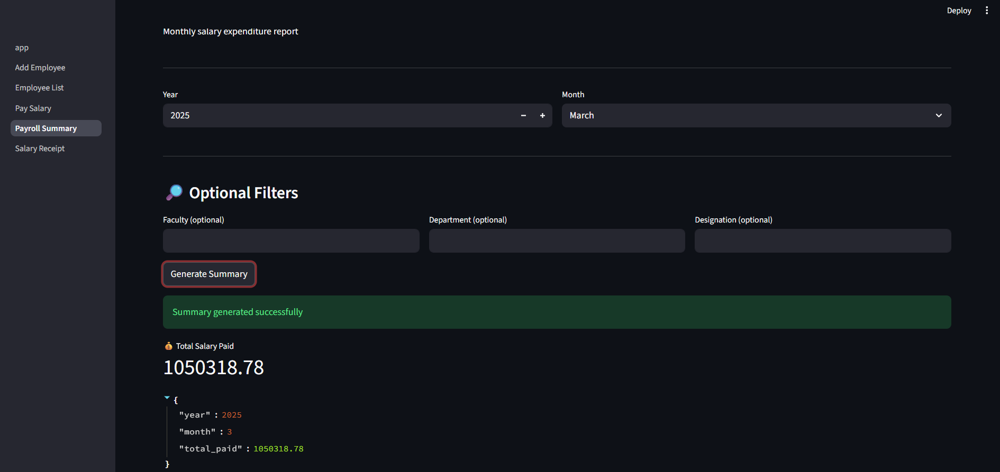 Deploy
app
Add Employee
Employee List
Pay Salary
Payroll Summary
Salary Receipt
Monthly salary expenditure report
Year
Month
2025
March
Optional Filters
Faculty (optional)
Department (optional)
Designation (optional)
Generate Summary
Summary generated successfully
Total Salary Paid
1050318.78
{
"year" : 2025
"month" : 3
"total_paid" : 1050318.78
}